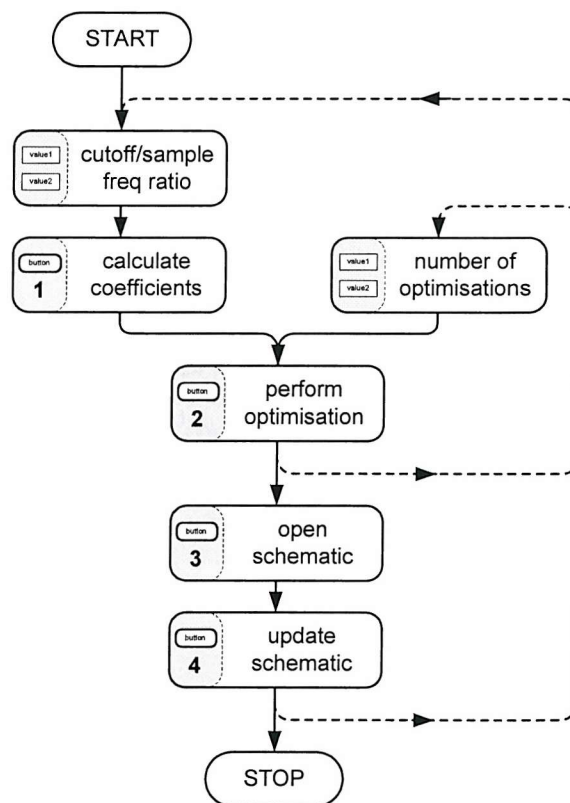 START
value1
value2
cutoff/sample
freq ratio
button
1
calculate
coefficients
value1
value2
number of
optimisations
button
2
perform
optimisation
button
3
open
schematic
button
4
update
schematic
STOP